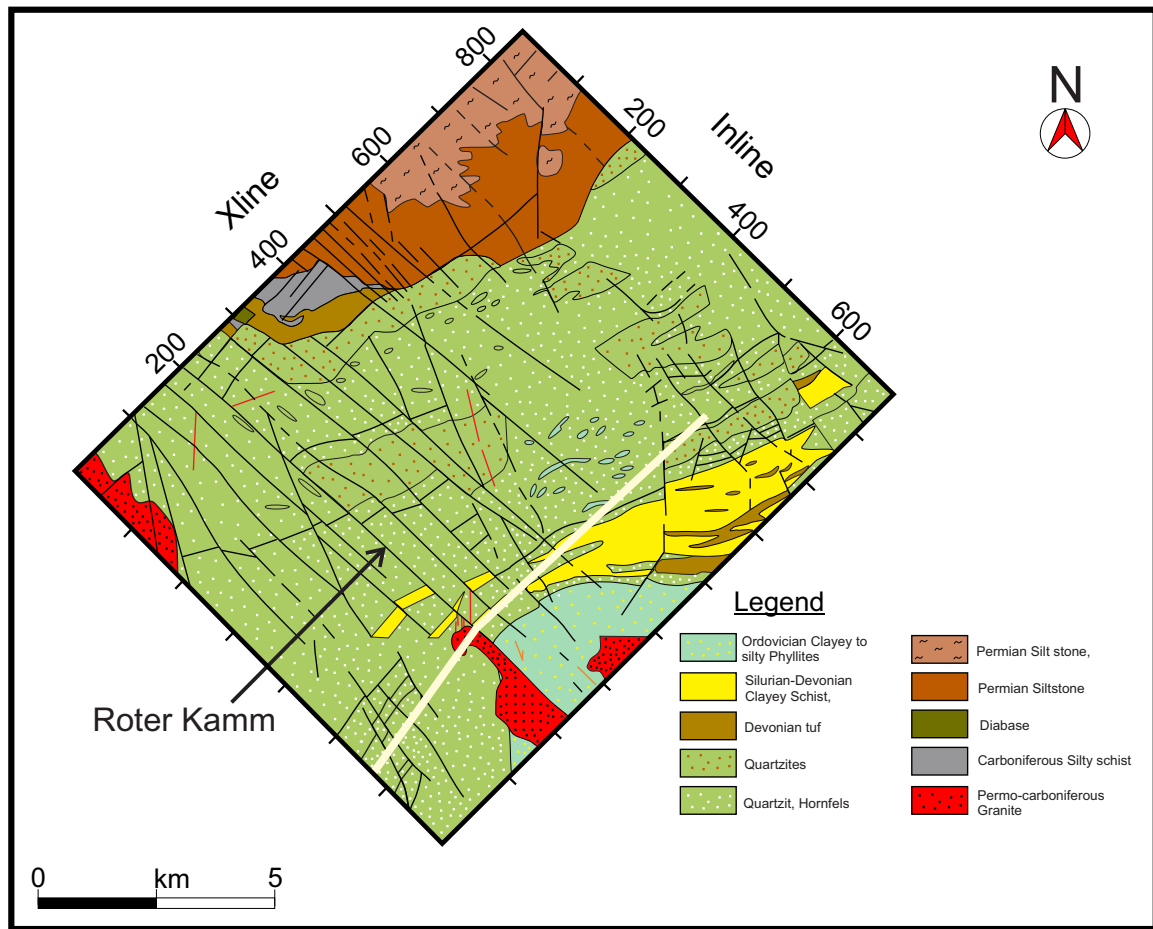 800
N
200
Inline
600
Xline
400
400
600
200
Roter Kamm
Legend
Ordovician Clayey to
silty Phyllites
Silurian-Devonian
Clayey Schist,
Devonian tuf
Quartzites
Quartzit, Hornfels
Permian Silt stone,
Permian Siltstone
Diabase
Carboniferous Silty schist
Permo-carboniferous
Granite
0 km 5